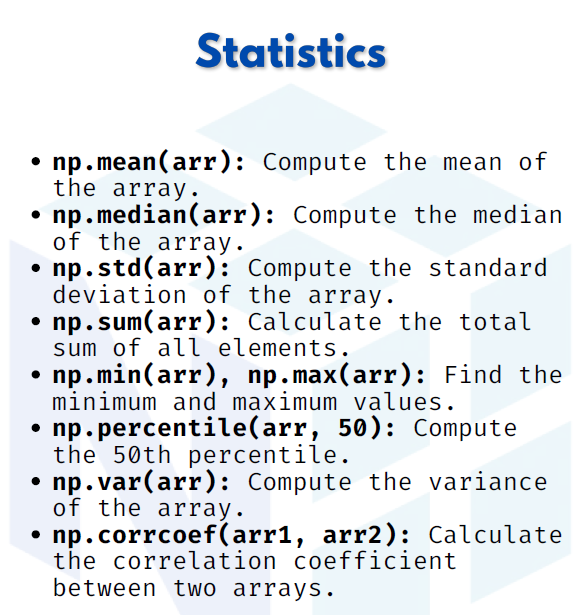 Statistics
• np.mean(arr): Compute the mean of
the array.
• np.median(arr): Compute the median
of the array.
• np.std(arr): Compute the standard
deviation of the array.
• np.sum(arr): Calculate the total
sum of all elements.
• np.min(arr), np.max(arr): Find the
minimum and maximum values.
• np.percentile(arr, 50): Compute
the 50th percentile.
• np.var(arr): Compute the variance
of the array.
• np.corrcoef(arr1, arr2): Calculate
the correlation coefficient
between two arrays.